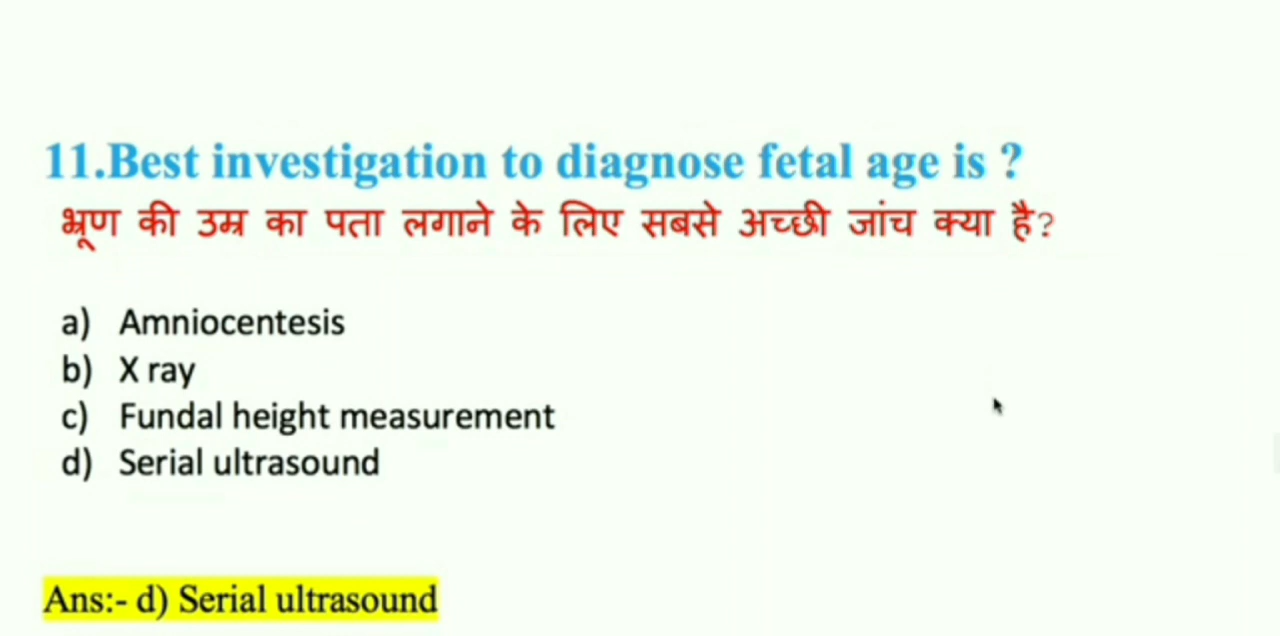 11.Best investigation to diagnose fetal age is ?
भ्रूण की उम्र का पता लगाने के लिए सबसे अच्छी जांच क्या है?
a) Amniocentesis
b) X ray
c) Fundal height measurement
d) Serial ultrasound
Ans:- d) Serial ultrasound